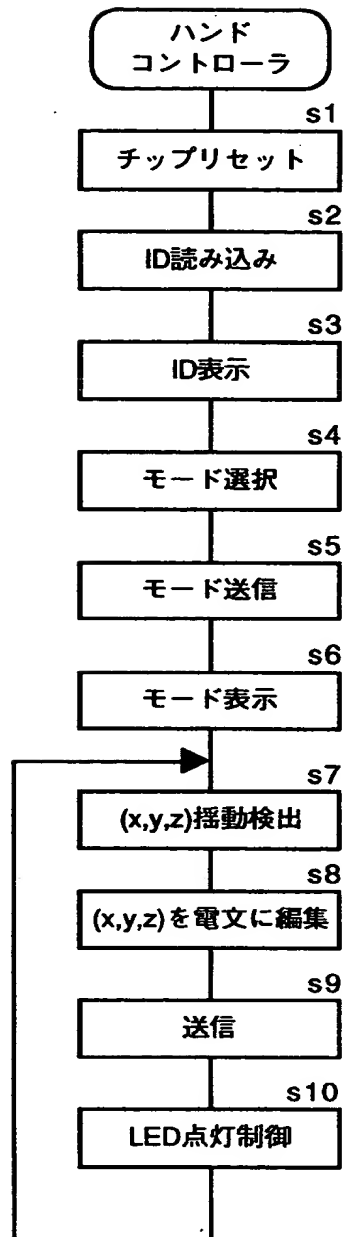 ハンド
コントローラ
s1
チップリセット
s2
ID読み込み
s3
ID表示
s4
モード選択
s5
モード送信
s6
モード表示
s7
(x,y,z)揺動検出
s8
(x,y,z)を電文に編集
s9
送信
s10
LED点灯制御